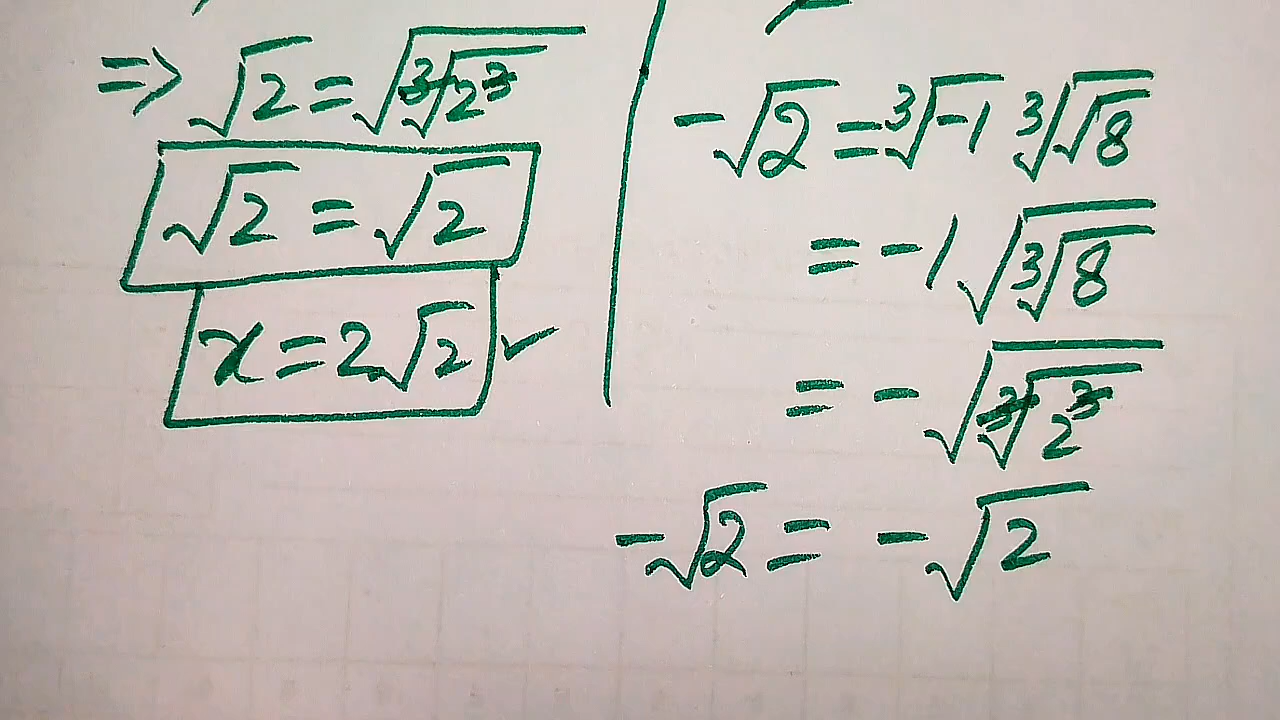 ⇒ √2 = √(∛(2³))
√2 = √2
x = 2√2 ✓
-√2 = ∛(-1) ∛(√8)
= -1 √(∛8)
= - √(∛(2³))
-√2 = - √2